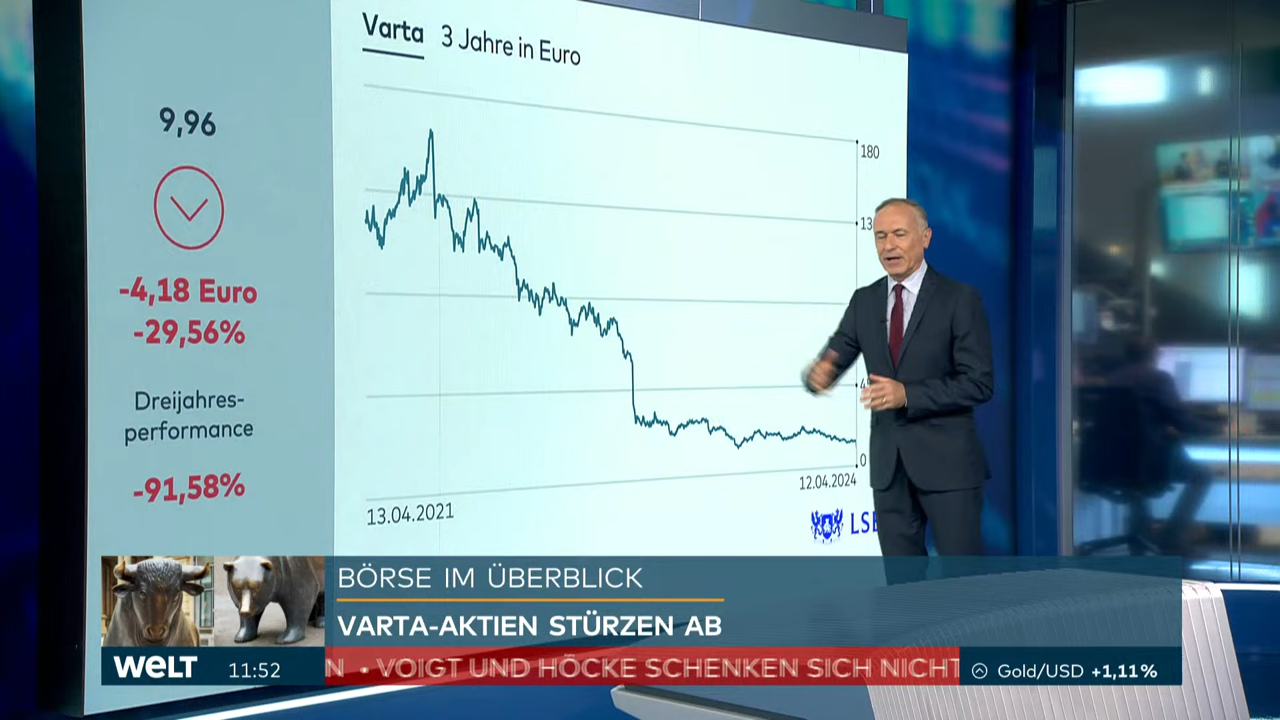 Varta 3 Jahre in Euro
9,96
-4,18 Euro
-29,56%
Dreijahres-
performance
-91,58%
180
0
13.04.2021
12.04.2024
BÖRSE IM ÜBERBLICK
VARTA-AKTIEN STÜRZEN AB
WELT 11:52 N • VOIGT UND HÖCKE SCHENKEN SICH NICHT Gold/USD +1,11%